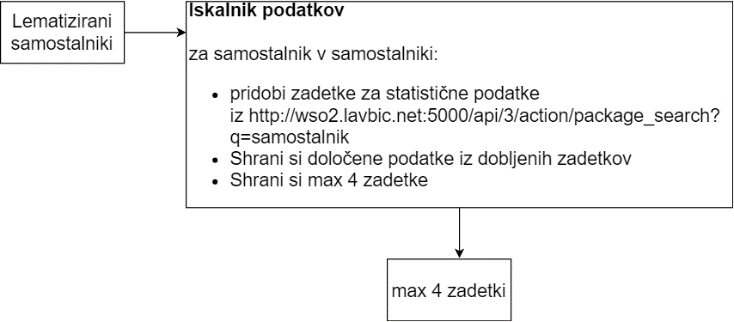 Lematizirani
samostalniki
Iskalnik podatkov
za samostalnik v samostalniki:
• pridobi zadetke za statistične podatke
iz http://wso2.lavbic.net:5000/api/3/action/package_search?
q=samostalnik
• Shrani si določene podatke iz dobljenih zadetkov
• Shrani si max 4 zadetke
max 4 zadetki